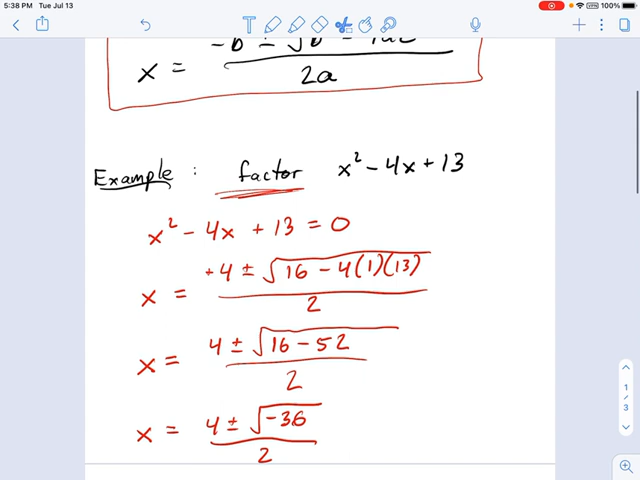 5:38 PM Tue Jul 13
100%
x =
2a
Example : factor x² - 4x + 13
x² - 4x + 13 = 0
x = +4 ± √16 - 4(1)(13) / 2
x = 4 ± √16 - 52 / 2
x = 4 ± √-36 / 2
1
/
3